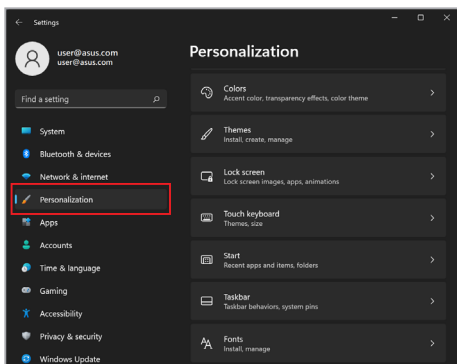 Settings
user@asus.com
user@asus.com
Find a setting
System
Bluetooth & devices
Network & internet
Personalization
Apps
Accounts
Time & language
Gaming
Accessibility
Privacy & security
Windows Update
Personalization
Colors
Accent color, transparency effects, color theme
Themes
Install, create, manage
Lock screen
Lock screen images, apps, animations
Touch keyboard
Themes, size
Start
Recent apps and items, folders
Taskbar
Taskbar behaviors, system pins
Fonts
Install, manage